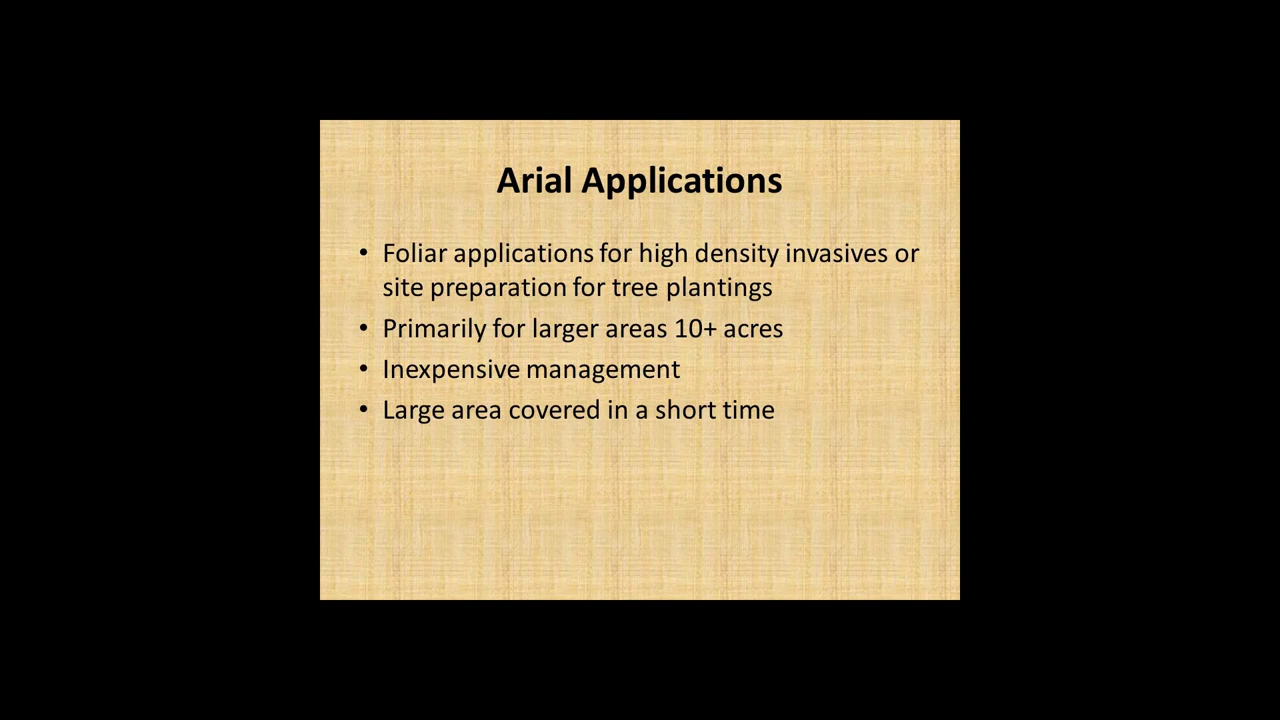 Arial Applications
• Foliar applications for high density invasives or
site preparation for tree plantings
• Primarily for larger areas 10+ acres
• Inexpensive management
• Large area covered in a short time